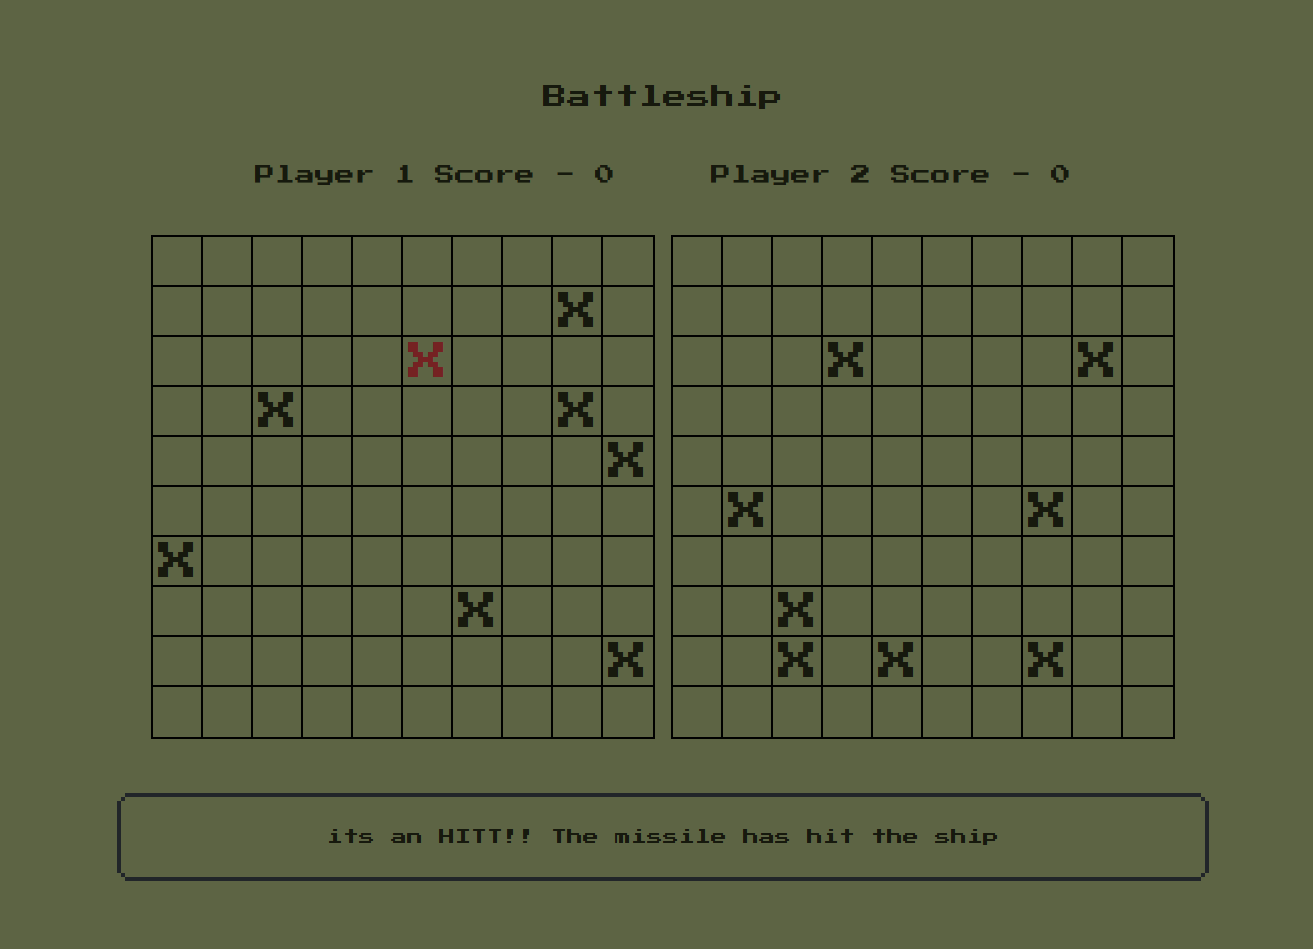 Battleship
Player 1 Score - 0
Player 2 Score - 0
its an HITT!! The missile has hit the ship